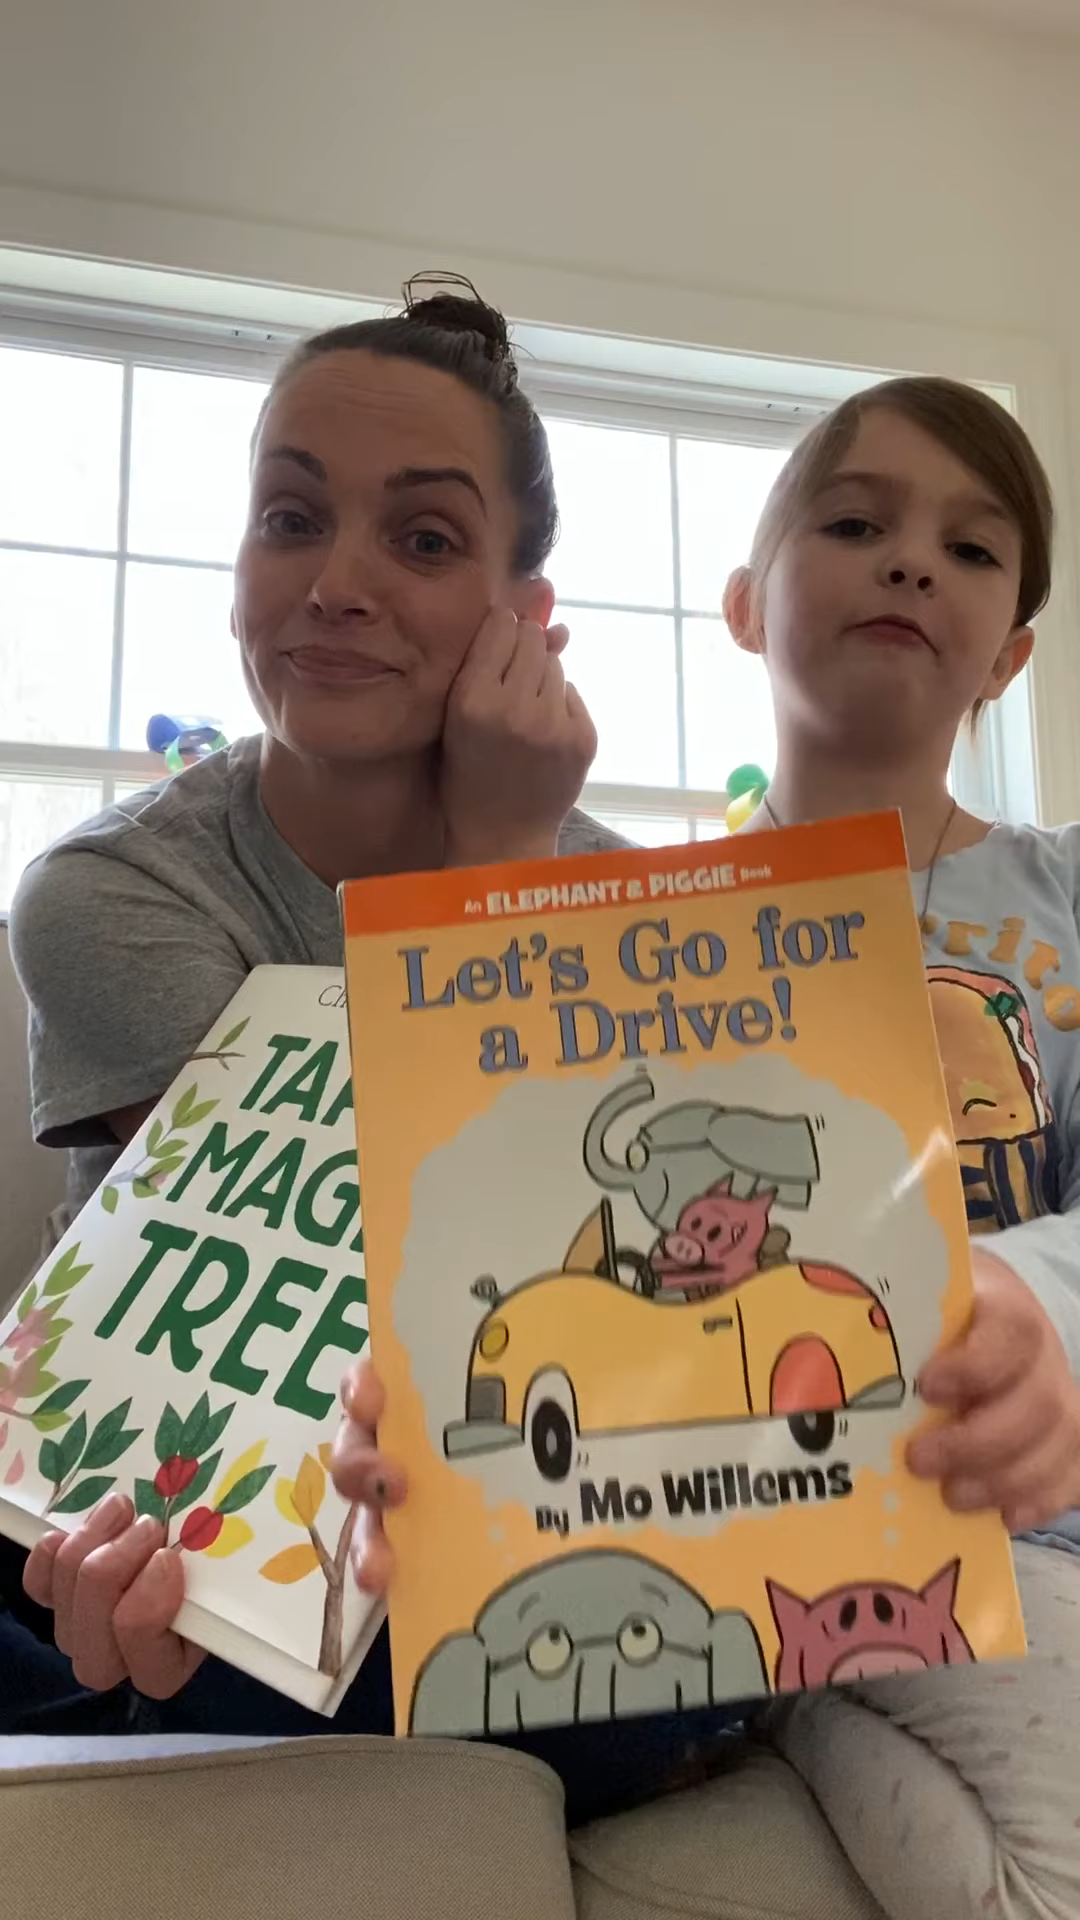 An ELEPHANT & PIGGIE Book
Let's Go for
a Drive!
By Mo Willems
TAP
MAG
TREE